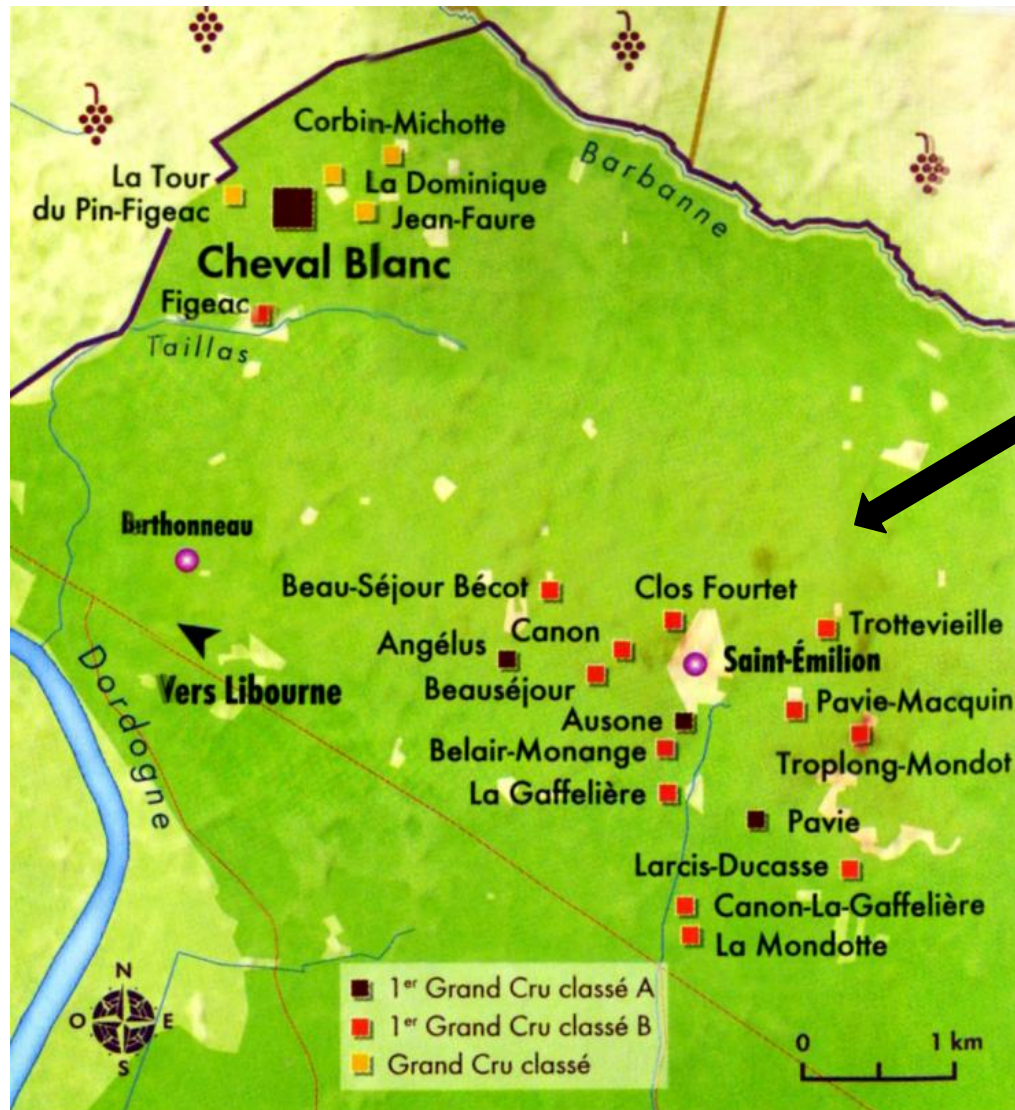 Corbin-Michotte
La Tour
du Pin-Figeac
La Dominique
Jean-Faure
Barbanne
Cheval Blanc
Figeac
Taillas
Berthonneau
Vers Libourne
Dordogne
Beau-Séjour Bécot
Clos Fourtet
Trottevieille
Angélus
Canon
Saint-Émilion
Beauséjour
Ausone
Pavie-Macquin
Belair-Monange
Troplong-Mondot
La Gaffelière
Pavie
Larcis-Ducasse
Canon-La-Gaffelière
La Mondotte
N
O
E
S
1er Grand Cru classé A
1er Grand Cru classé B
Grand Cru classé
0 1 km